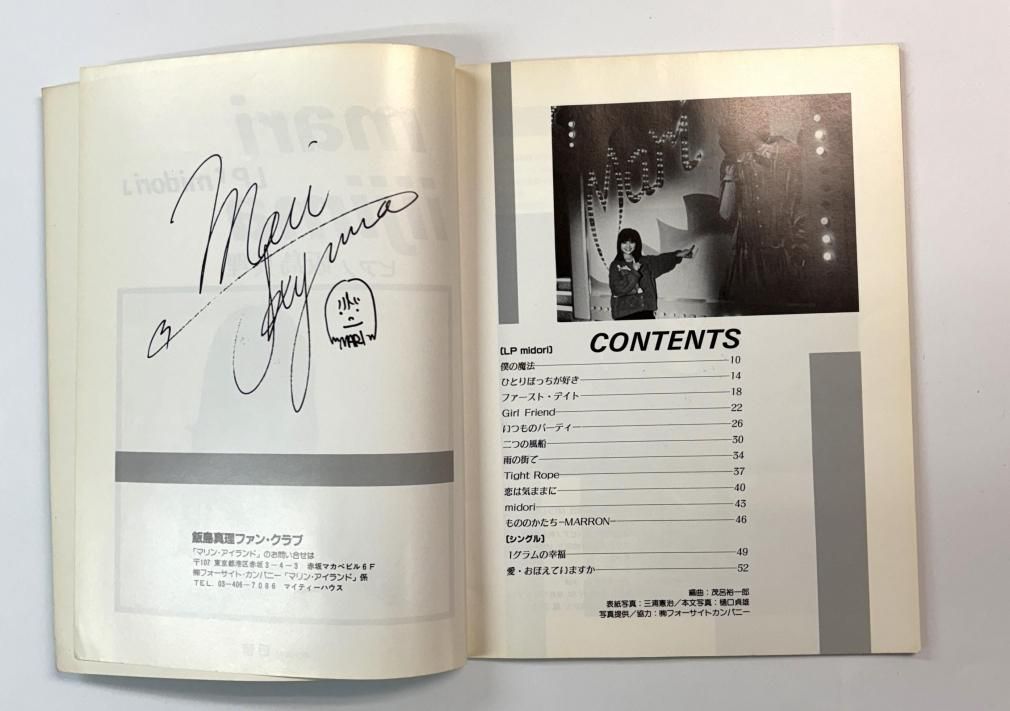 Mari Iijima
MARI
飯島真理ファン・クラブ
「マリン・アイランド」のお問い合せは
〒107 東京都港区赤坂3-4-3 赤坂マカベビル6F
㈱フォーサイト・カンパニー「マリン・アイランド」係
TEL. 03-406-7086 マイティーハウス
Mari
CONTENTS
〔LP midori〕
僕の魔法 10
ひとりぼっちが好き 14
ファースト・デイト 18
Girl Friend 22
いつものパーティー 26
二つの風船 30
雨の街で 34
Tight Rope 37
恋は気ままに 40
midori 43
もののかたち-MARRON- 46
〔シングル〕
1グラムの幸福 49
愛・おぼえていますか 52
編曲：茂呂裕一郎
表紙写真：三浦憲治／本文写真：樋口貞雄
写真提供／協力：㈱フォーサイトカンパニー